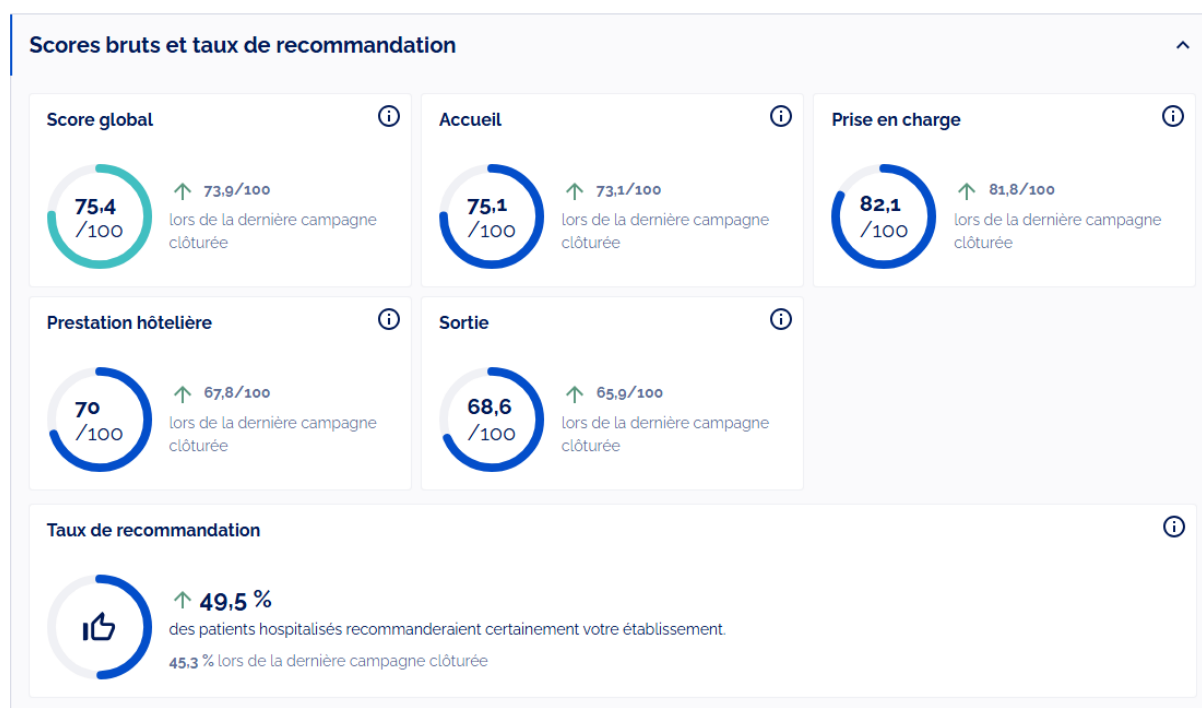 Scores bruts et taux de recommandation
Score global
75,4
/100
73,9/100
lors de la dernière campagne
clôturée
Accueil
75,1
/100
73,1/100
lors de la dernière campagne
clôturée
Prise en charge
82,1
/100
81,8/100
lors de la dernière campagne
clôturée
Prestation hôtelière
70
/100
67,8/100
lors de la dernière campagne
clôturée
Sortie
68,6
/100
65,9/100
lors de la dernière campagne
clôturée
Taux de recommandation
49,5 %
des patients hospitalisés recommanderaient certainement votre établissement.
45,3 % lors de la dernière campagne clôturée